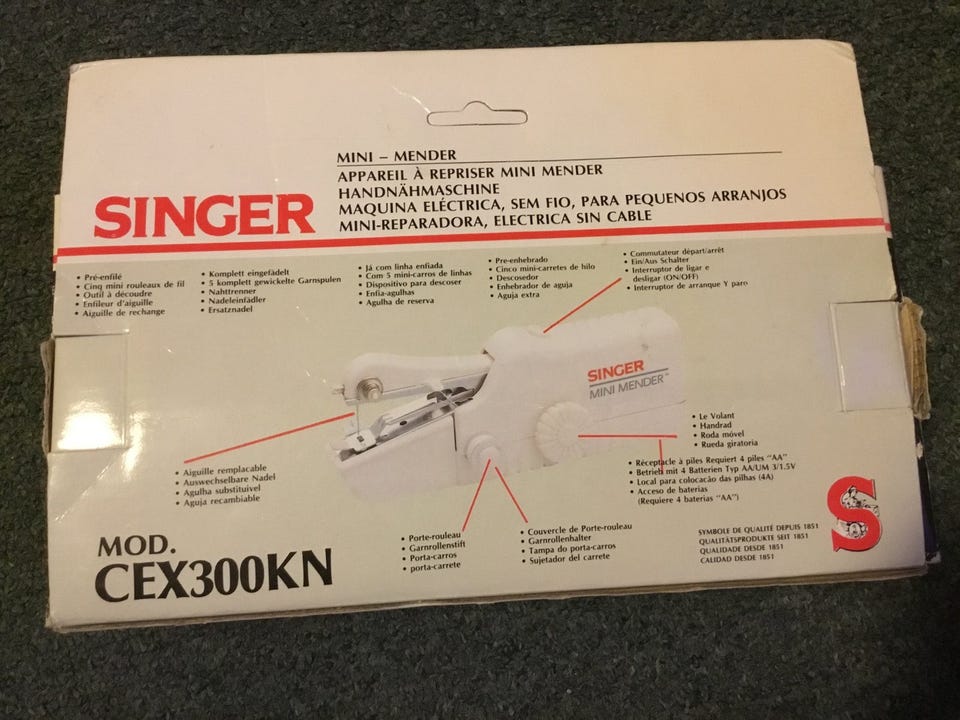 SINGER
MINI – MENDER
APPAREIL À REPRISER MINI MENDER
HANDNÄHMASCHINE
MAQUINA ELÉCTRICA, SEM FIO, PARA PEQUENOS ARRANJOS
MINI-REPARADORA, ELECTRICA SIN CABLE
• Pré-enfilé
• Cinq mini rouleaux de fil
• Outil à découdre
• Enfileur d'aiguille
• Aiguille de rechange
• Komplett eingefädelt
• 5 komplett gewickelte Garnspulen
• Nahttrenner
• Nadeleinfädler
• Ersatznadel
• Já com linha enfiada
• Com 5 mini-carros de linhas
• Dispositivo para descoser
• Enfia-agulhas
• Agulha de reserva
• Pre-enhebrado
• Cinco mini-carretes de hilo
• Descosedor
• Enhebrador de aguja
• Aguja extra
• Commutateur départ/arrêt
• Ein/Aus Schalter
• Interruptor de ligar e
desligar (ON/OFF)
• Interruptor de arranque Y paro
SINGER
MINI MENDER™
• Le Volant
• Handrad
• Roda móvel
• Rueda giratoria
• Aiguille remplacable
• Auswechselbare Nadel
• Agulha substituivel
• Aguja recambiable
• Réceptacle à piles Requiert 4 piles "AA"
• Betrieb mit 4 Batterien Typ AA/UM 3/1.5V
• Local para colocacão das pilhas (4A)
• Acceso de baterias
(Requiere 4 baterias "AA")
• Porte-rouleau
• Garnrollenstift
• Porta-carros
• porta-carrete
• Couvercle de Porte-rouleau
• Garnrollenhalter
• Tampa do porta-carros
• Sujetador del carrete
SYMBOLE DE QUALITÉ DEPUIS 1851
QUALITÄTSPRODUKTE SEIT 1851
QUALIDADE DESDE 1851
CALIDAD DESDE 1851
S
MOD.
CEX300KN